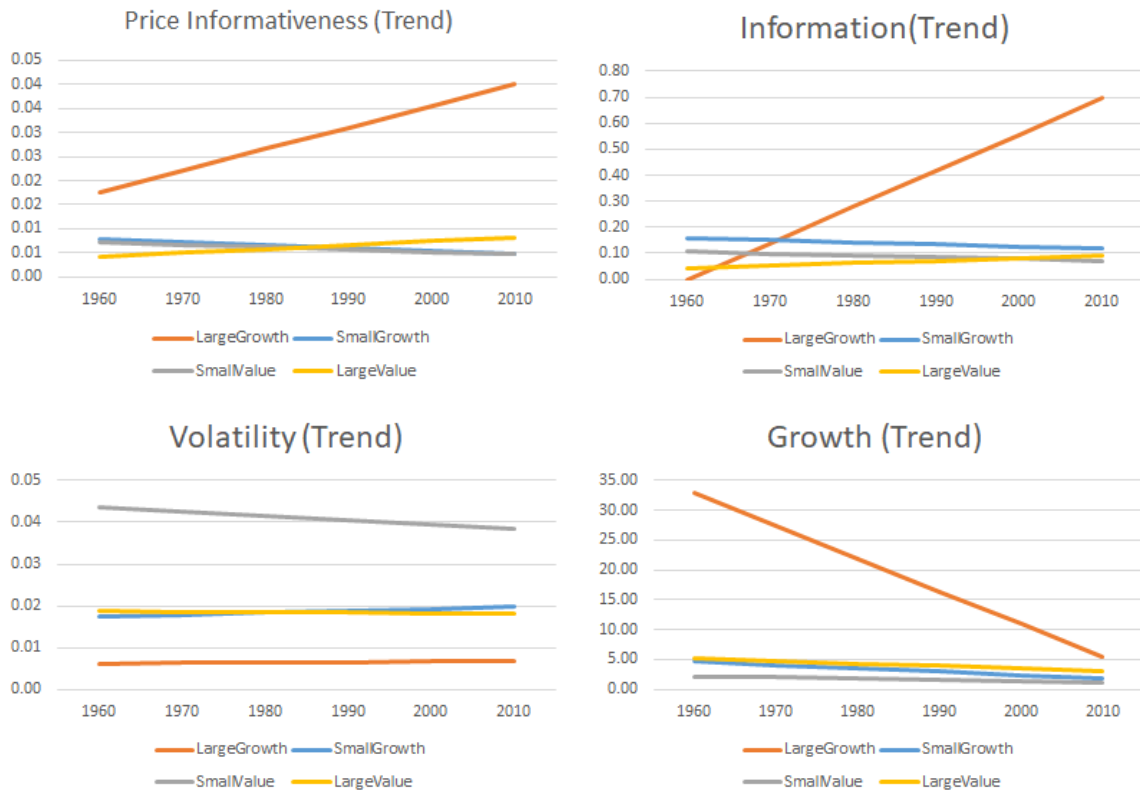 Price Informativeness (Trend)
0.05
0.04
0.04
0.03
0.03
0.02
0.02
0.01
0.01
0.00
1960 1970 1980 1990 2000 2010
LargeGrowth SmallGrowth
SmallValue LargeValue
Information(Trend)
0.80
0.70
0.60
0.50
0.40
0.30
0.20
0.10
0.00
1960 1970 1980 1990 2000 2010
LargeGrowth SmallGrowth
SmallValue LargeValue
Volatility (Trend)
0.05
0.04
0.03
0.02
0.01
0.00
1960 1970 1980 1990 2000 2010
LargeGrowth SmallGrowth
SmallValue LargeValue
Growth (Trend)
35.00
30.00
25.00
20.00
15.00
10.00
5.00
0.00
1960 1970 1980 1990 2000 2010
LargeGrowth SmallGrowth
SmallValue LargeValue